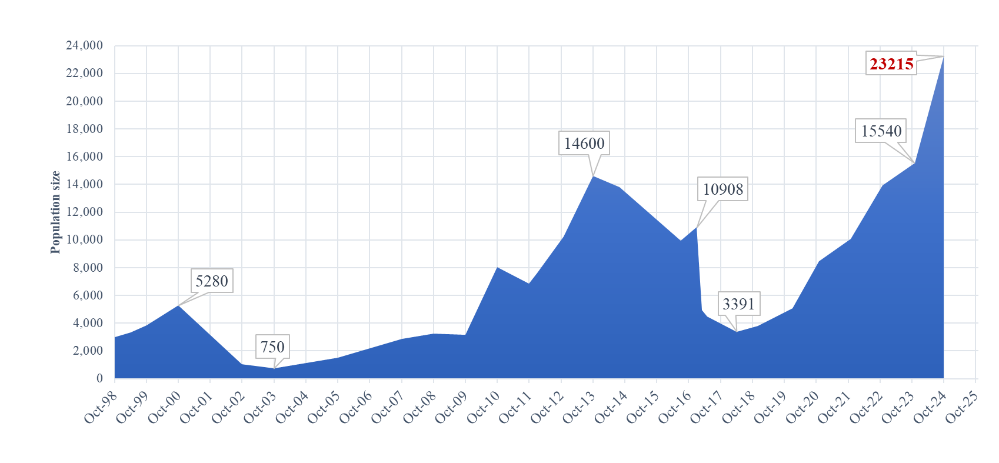 24,000
22,000
20,000
18,000
16,000
14,000
12,000
10,000
8,000
6,000
4,000
2,000
0
Population size
5280
750
14600
10908
3391
15540
23215
Oct-98
Oct-99
Oct-00
Oct-01
Oct-02
Oct-03
Oct-04
Oct-05
Oct-06
Oct-07
Oct-08
Oct-09
Oct-10
Oct-11
Oct-12
Oct-13
Oct-14
Oct-15
Oct-16
Oct-17
Oct-18
Oct-19
Oct-20
Oct-21
Oct-22
Oct-23
Oct-24
Oct-25